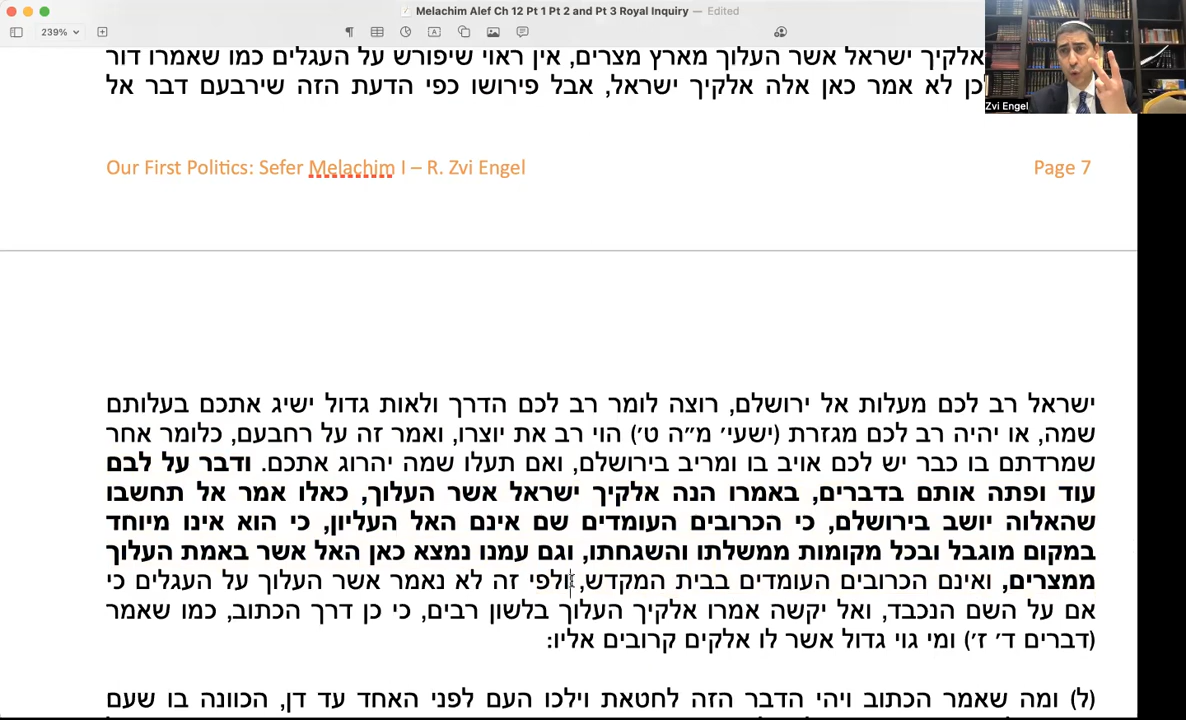 Melachim Alef Ch 12 Pt 1 Pt 2 and Pt 3 Royal Inquiry — Edited
239%
אלקיך ישראל אשר העלוך מארץ מצרים, אין ראוי שיפורש על העגלים כמו שאמרו דור
כן לא אמר כאן אלה אלקיך ישראל, אבל פירושו כפי הדעת הזה שירבעם דבר אל
Zvi Engel
Our First Politics: Sefer Melachim I – R. Zvi Engel Page 7
ישראל רב לכם מעלות אל ירושלם, רוצה לומר רב לכם הדרך ולאות גדול ישיג אתכם בעלותם
שמה, או יהיה רב לכם מגזרת (ישעי׳ מ״ה ט׳) הוי רב את יוצרו, ואמר זה על רחבעם, כלומר אחר
שמרדתם בו כבר יש לכם אויב בו ומריב בירושלם, ואם תעלו שמה יהרוג אתכם. ודבר על לבם
עוד ופתה אותם בדברים, באמרו הנה אלקיך ישראל אשר העלוך, כאלו אמר אל תחשבו
שהאלוה יושב בירושלם, כי הכרובים העומדים שם אינם האל העליון, כי הוא אינו מיוחד
במקום מוגבל ובכל מקומות ממשלתו והשגחתו, וגם עמנו נמצא כאן האל אשר באמת העלוך
ממצרים, ואינם הכרובים העומדים בבית המקדש, ולפי זה לא נאמר אשר העלוך על העגלים כי
אם על השם הנכבד, ואל יקשה אמרו אלקיך העלוך בלשון רבים, כי כן דרך הכתוב, כמו שאמר
(דברים ד׳ ז׳) ומי גוי גדול אשר לו אלקים קרובים אליו:
(ל) ומה שאמר הכתוב ויהי הדבר הזה לחטאת וילכו העם לפני האחד עד דן, הכוונה בו שעם